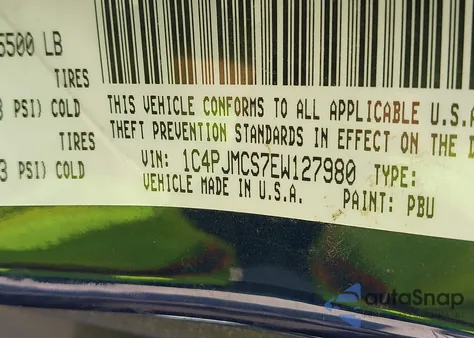 5500 LB
TIRES
PSI) COLD
TIRES
3 PSI) COLD
THIS VEHICLE CONFORMS TO ALL APPLICABLE U.S.A
THEFT PREVENTION STANDARDS IN EFFECT ON THE D
VIN: 1C4PJMCS7EW127980 TYPE:
VEHICLE MADE IN U.S.A. PAINT: PBU
autoSnap